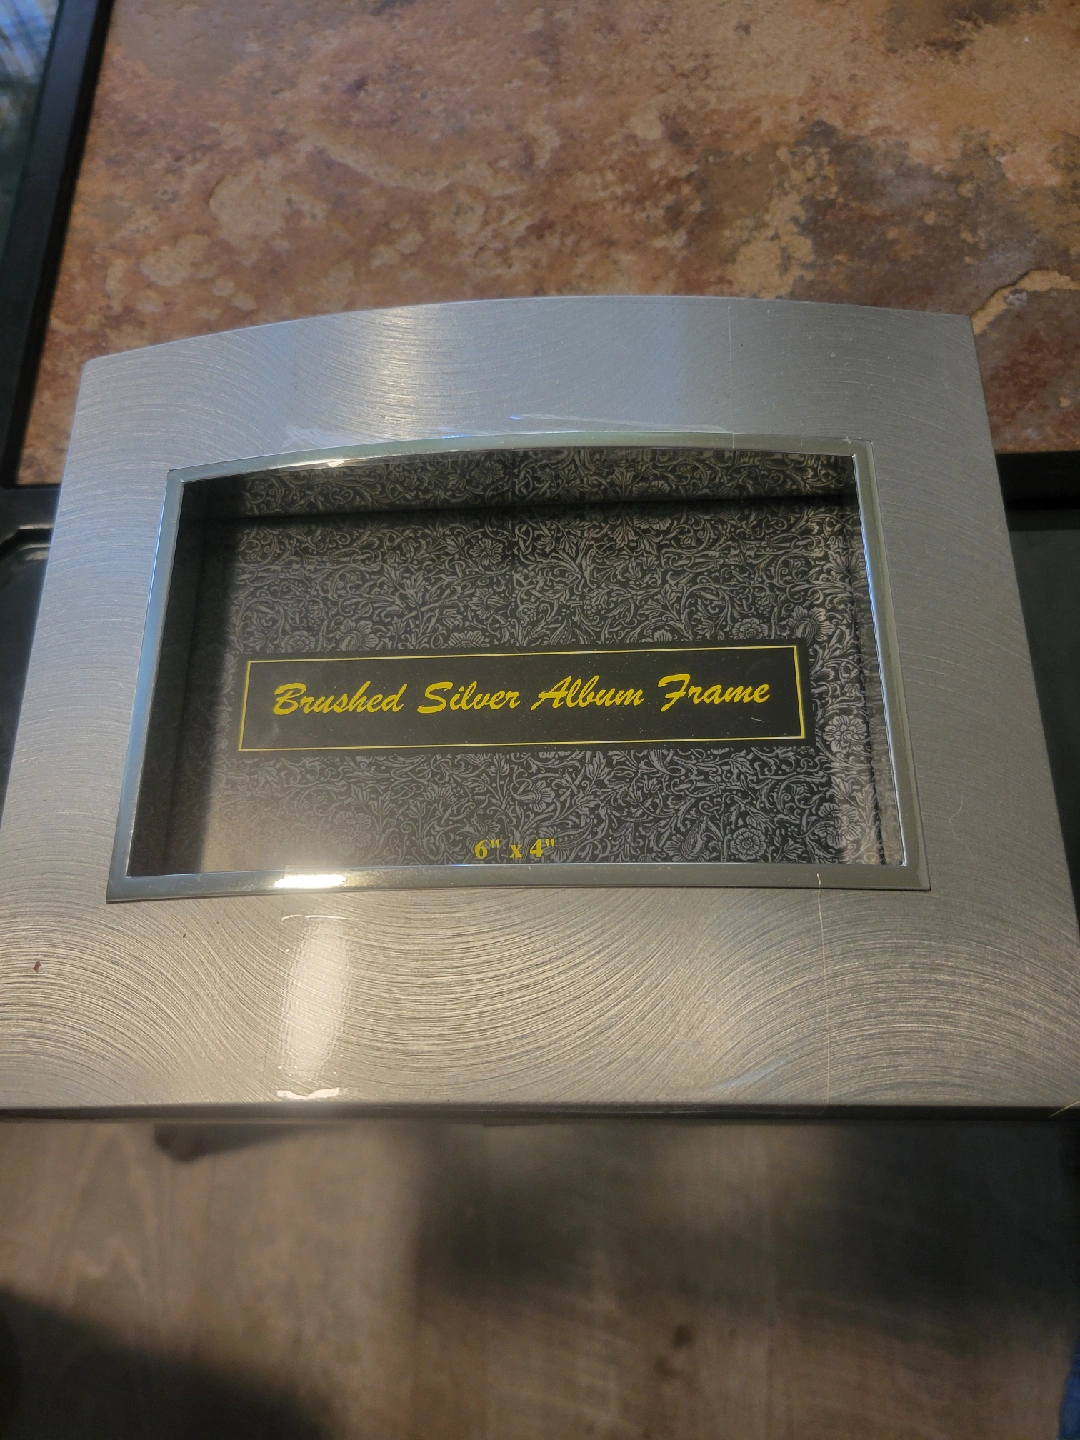 Brushed Silver Album Frame
6" x 4"